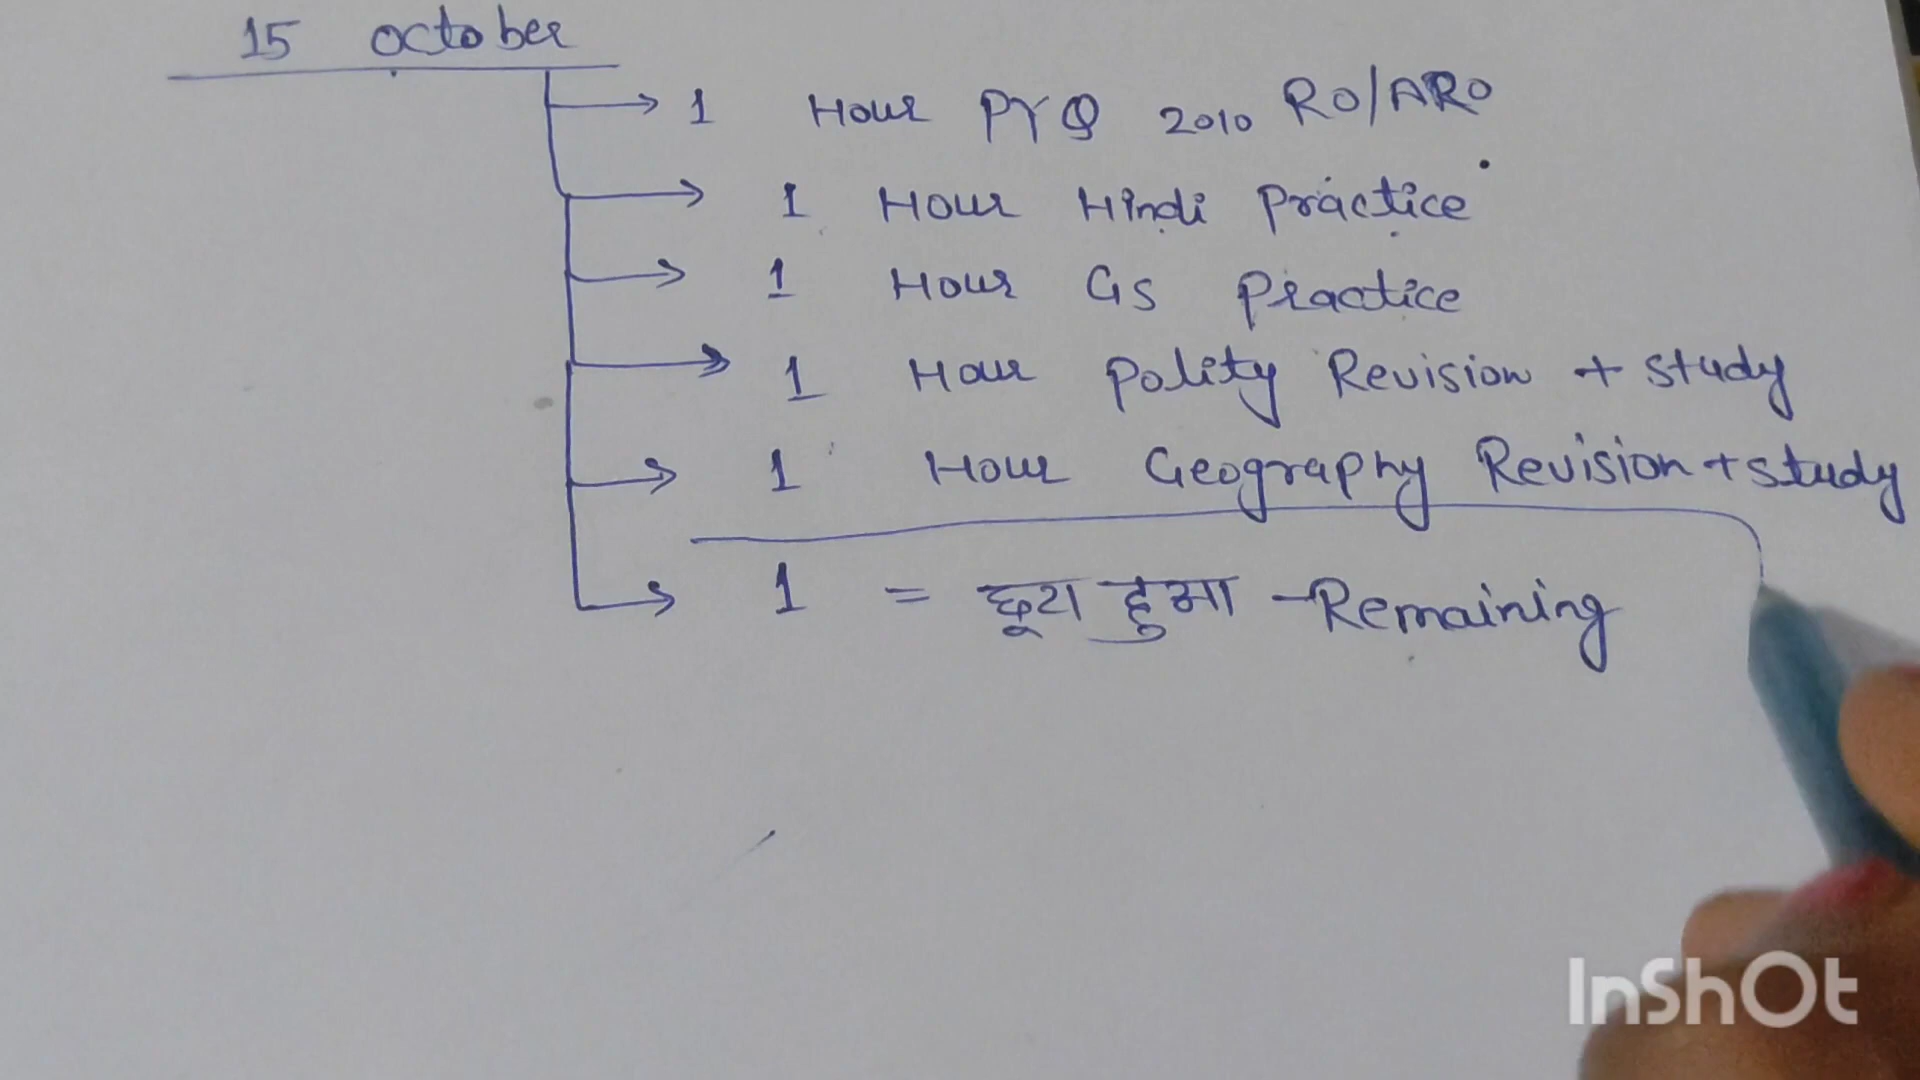 15 october
1 Hour PYQ 2010 RO/ARO
1 Hour Hindi Practice
1 Hour GS Practice
1 Hour Polity Revision + study
1 Hour Geography Revision + study
1 = छूटा हुआ - Remaining
InShOt